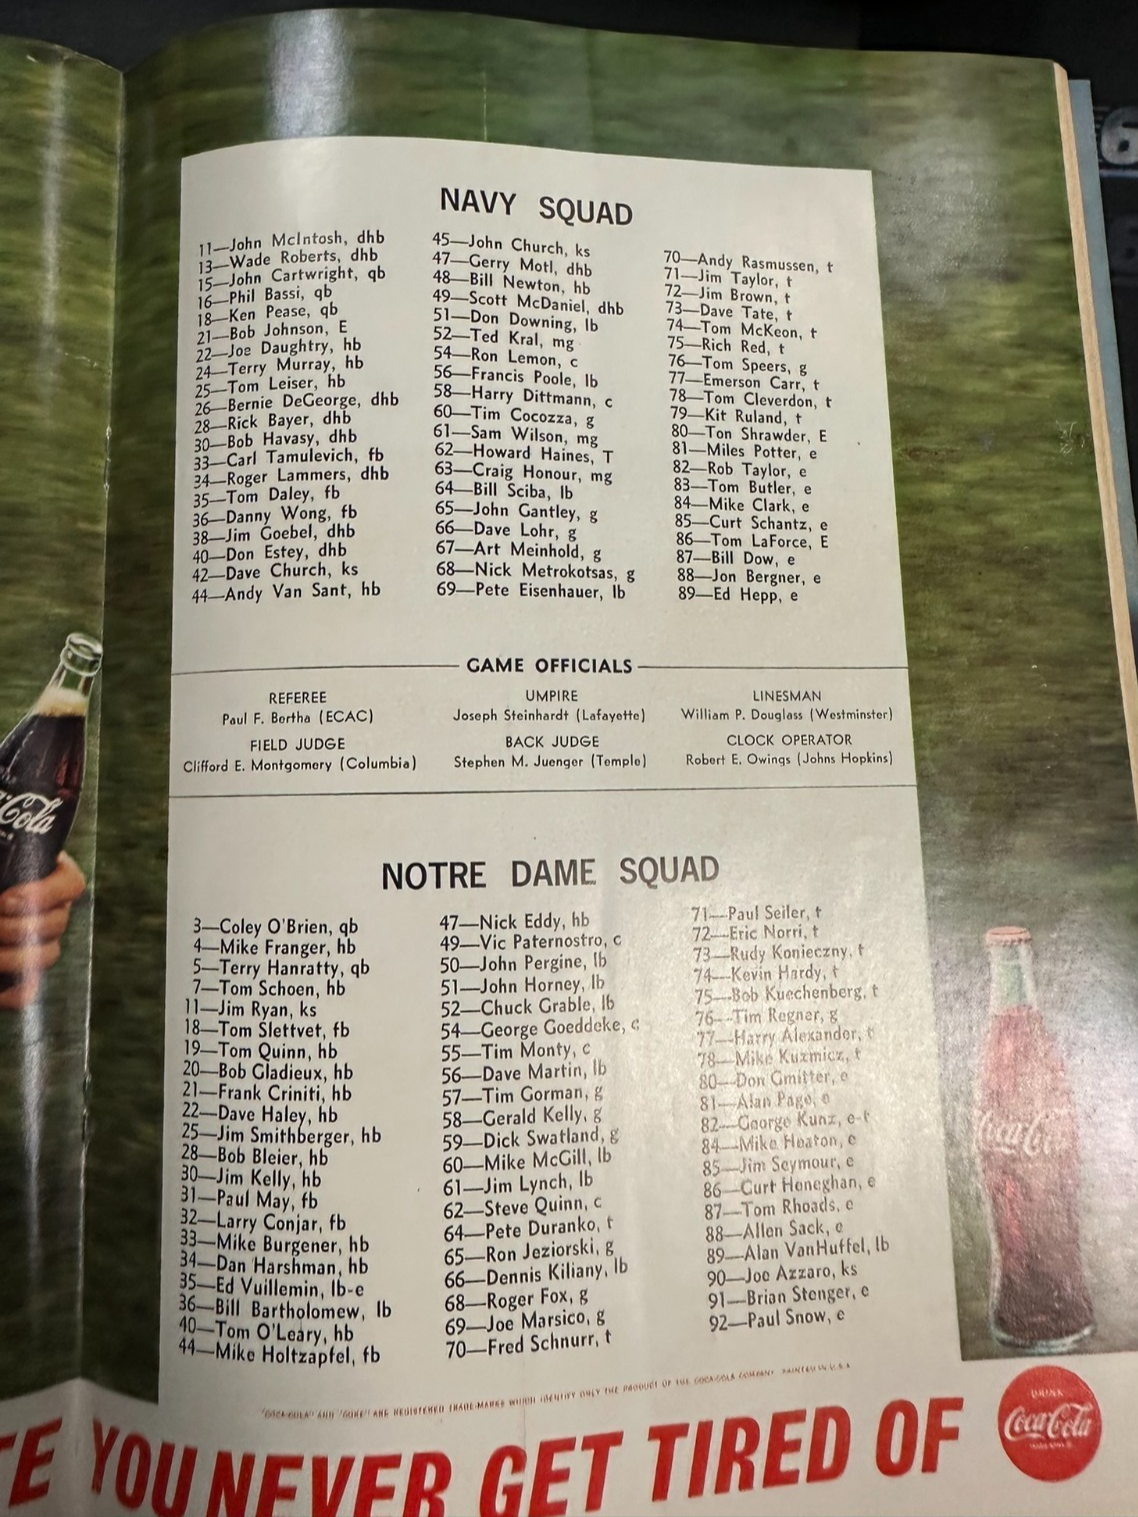 NAVY SQUAD
11—John McIntosh, dhb
13—Wade Roberts, dhb
15—John Cartwright, qb
16—Phil Bassi, qb
18—Ken Pease, qb
21—Bob Johnson, E
22—Joe Daughtry, hb
24—Terry Murray, hb
25—Tom Leiser, hb
26—Bernie DeGeorge, dhb
28—Rick Bayer, dhb
30—Bob Havasy, dhb
33—Carl Tamulevich, fb
34—Roger Lammers, dhb
35—Tom Daley, fb
36—Danny Wong, fb
38—Jim Goebel, dhb
40—Don Estey, dhb
42—Dave Church, ks
44—Andy Van Sant, hb
45—John Church, ks
47—Gerry Motl, dhb
48—Bill Newton, hb
49—Scott McDaniel, dhb
51—Don Downing, lb
52—Ted Kral, mg
54—Ron Lemon, c
56—Francis Poole, lb
58—Harry Dittmann, c
60—Tim Cocozza, g
61—Sam Wilson, mg
62—Howard Haines, T
63—Craig Honour, mg
64—Bill Sciba, lb
65—John Gantley, g
66—Dave Lohr, g
67—Art Meinhold, g
68—Nick Metrokotsas, g
69—Pete Eisenhauer, lb
70—Andy Rasmussen, t
71—Jim Taylor, t
72—Jim Brown, t
73—Dave Tate, t
74—Tom McKeon, t
75—Rich Red, t
76—Tom Speers, g
77—Emerson Carr, t
78—Tom Cleverdon, t
79—Kit Ruland, t
80—Ton Shrawder, E
81—Miles Potter, e
82—Rob Taylor, e
83—Tom Butler, e
84—Mike Clark, e
85—Curt Schantz, e
86—Tom LaForce, E
87—Bill Dow, e
88—Jon Bergner, e
89—Ed Hepp, e
GAME OFFICIALS
REFEREE
Paul F. Bertha (ECAC)
UMPIRE
Joseph Steinhardt (Lafayette)
LINESMAN
William P. Douglass (Westminster)
FIELD JUDGE
Clifford E. Montgomery (Columbia)
BACK JUDGE
Stephen M. Juenger (Temple)
CLOCK OPERATOR
Robert E. Owings (Johns Hopkins)
NOTRE DAME SQUAD
3—Coley O'Brien, qb
4—Mike Franger, hb
5—Terry Hanratty, qb
7—Tom Schoen, hb
11—Jim Ryan, ks
18—Tom Slettvet, fb
19—Tom Quinn, hb
20—Bob Gladieux, hb
21—Frank Criniti, hb
22—Dave Haley, hb
25—Jim Smithberger, hb
28—Bob Bleier, hb
30—Jim Kelly, hb
31—Paul May, fb
32—Larry Conjar, fb
33—Mike Burgener, hb
34—Dan Harshman, hb
35—Ed Vuillemin, lb-e
36—Bill Bartholomew, lb
40—Tom O'Leary, hb
44—Mike Holtzapfel, fb
47—Nick Eddy, hb
49—Vic Paternostro, c
50—John Pergine, lb
51—John Horney, lb
52—Chuck Grable, lb
54—George Goeddeke, c
55—Tim Monty, c
56—Dave Martin, lb
57—Tim Gorman, g
58—Gerald Kelly, g
59—Dick Swatland, g
60—Mike McGill, lb
61—Jim Lynch, lb
62—Steve Quinn, c
64—Pete Duranko, t
65—Ron Jeziorski, g
66—Dennis Kiliany, lb
68—Roger Fox, g
69—Joe Marsico, g
70—Fred Schnurr, t
71—Paul Seiler, t
72—Eric Norri, t
73—Rudy Konieczny, t
74—Kevin Hardy, t
75—Bob Kuechenberg, t
76—Tim Regner, g
77—Harry Alexander, t
78—Mike Kuzmicz, t
80—Don Gmitter, e
81—Alan Page, e
82—George Kunz, e-t
84—Mike Heaton, e
85—Jim Seymour, e
86—Curt Heneghan, e
87—Tom Rhoads, e
88—Allen Sack, e
89—Alan VanHuffel, lb
90—Joe Azzaro, ks
91—Brian Stenger, e
92—Paul Snow, e
"COCA-COLA" AND "COKE" ARE REGISTERED TRADE-MARKS WHICH IDENTIFY ONLY THE PRODUCT OF THE COCA-COLA COMPANY. PRINTED IN U.S.A.
YOU NEVER GET TIRED OF
DRINK
Coca-Cola
Coca-Cola
Cola